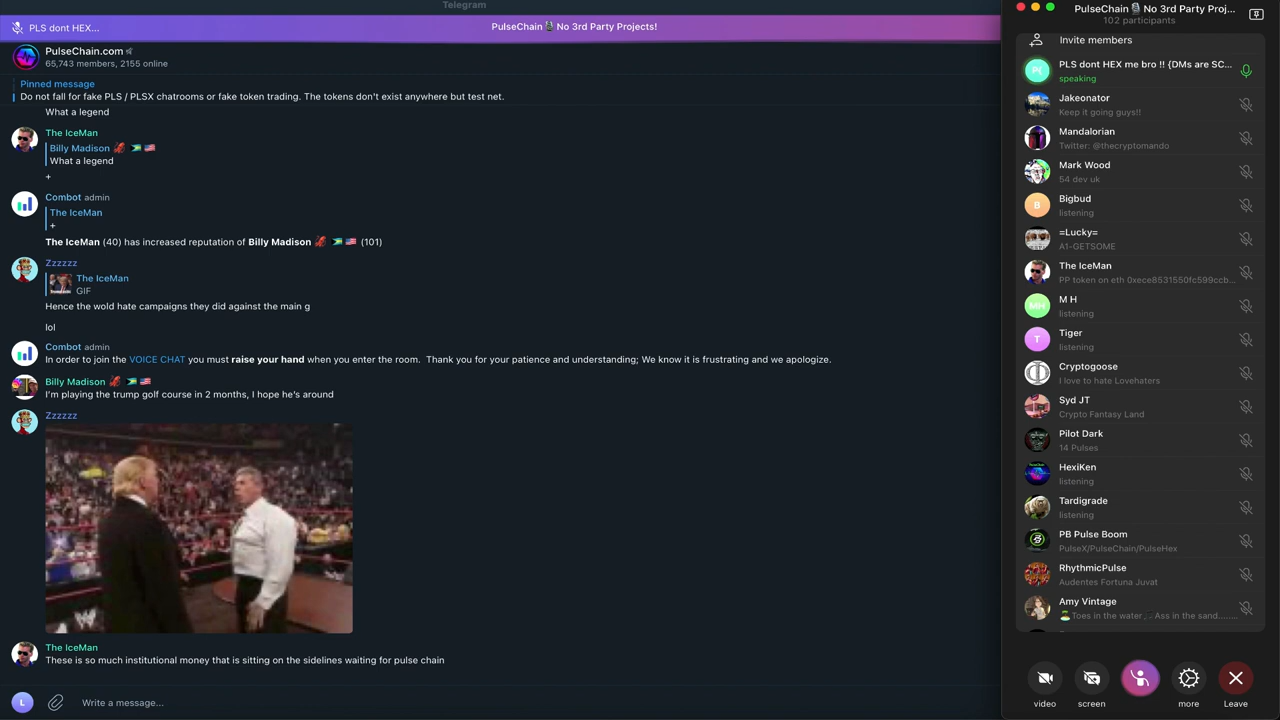 Telegram
PLS dont HEX...
PulseChain🎙️No 3rd Party Projects!
PulseChain.com
65,743 members, 2155 online
Pinned message
Do not fall for fake PLS / PLSX chatrooms or fake token trading. The tokens don't exist anywhere but test net.
What a legend
The IceMan
Billy Madison 🦞 🇧🇸 🇺🇸
What a legend
+
Combot admin
The IceMan
+
The IceMan (40) has increased reputation of Billy Madison 🦞 🇧🇸 🇺🇸 (101)
Zzzzzz
The IceMan
GIF
Hence the wold hate campaigns they did against the main g
lol
Combot admin
In order to join the VOICE CHAT you must raise your hand when you enter the room. Thank you for your patience and understanding; We know it is frustrating and we apologize.
Billy Madison 🦞 🇧🇸 🇺🇸
I'm playing the trump golf course in 2 months, I hope he's around
Zzzzzz
The IceMan
These is so much institutional money that is sitting on the sidelines waiting for pulse chain
L
Write a message...
PulseChain🎙️No 3rd Party Proj...
102 participants
Invite members
PLS dont HEX me bro !! {DMs are SC...
speaking
Jakeonator
Keep it going guys!!
Mandalorian
Twitter: @thecryptomando
Mark Wood
54 dev uk
B
Bigbud
listening
=Lucky=
A1-GETSOME
The IceMan
PP token on eth 0xece8531550fc599ccb...
MH
M H
listening
T
Tiger
listening
Cryptogoose
I love to hate Lovehaters
Syd JT
Crypto Fantasy Land
Pilot Dark
14 Pulses
HexiKen
listening
Tardigrade
listening
PB Pulse Boom
PulseX/PulseChain/PulseHex
RhythmicPulse
Audentes Fortuna Juvat
Amy Vintage
🏝️Toes in the water🎶Ass in the sand......
video
screen
more
Leave